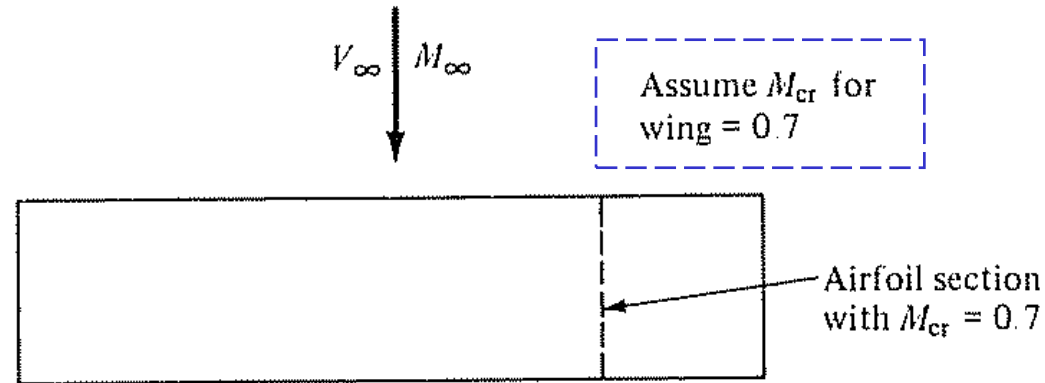 V∞ M∞
Assume Mcr for
wing = 0.7
Airfoil section
with Mcr = 0.7